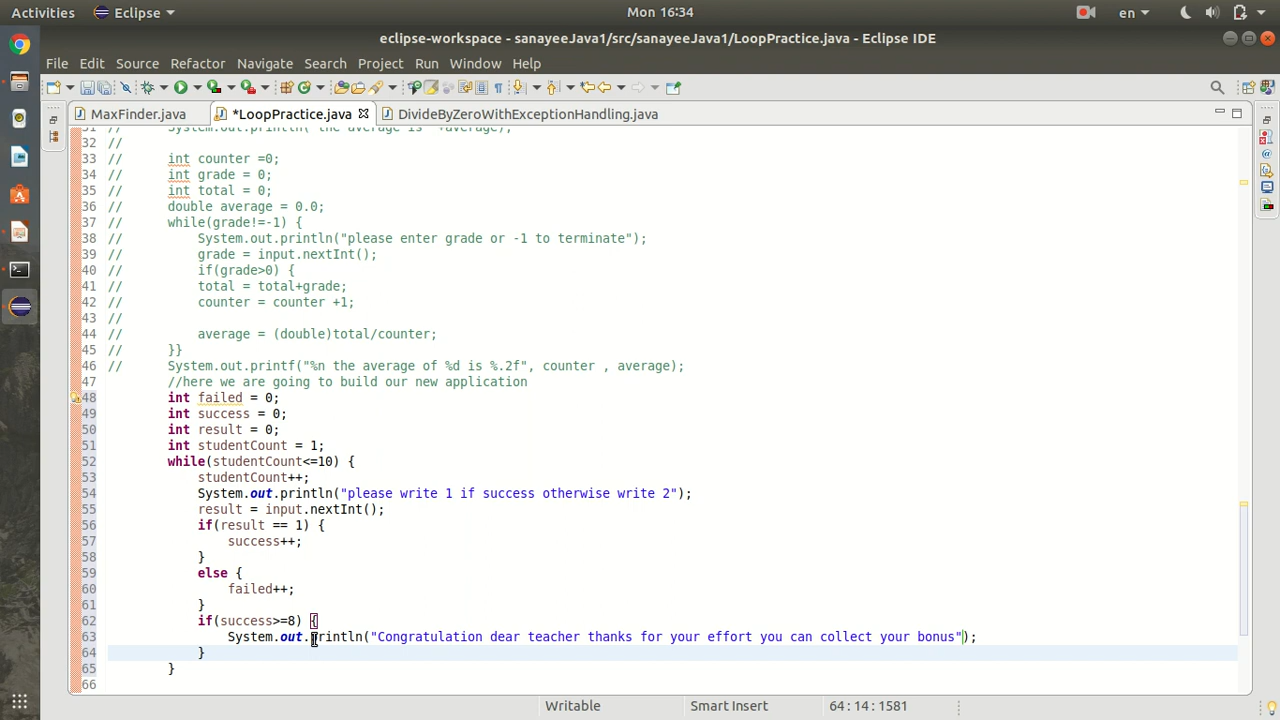 Activities Eclipse Mon 16:34 en
eclipse-workspace - sanayeeJava1/src/sanayeeJava1/LoopPractice.java - Eclipse IDE
File Edit Source Refactor Navigate Search Project Run Window Help
MaxFinder.java *LoopPractice.java DivideByZeroWithExceptionHandling.java
31 // System.out.println("the average is "+average);
32 //
33 // int counter =0;
34 // int grade = 0;
35 // int total = 0;
36 // double average = 0.0;
37 // while(grade!=-1) {
38 // System.out.println("please enter grade or -1 to terminate");
39 // grade = input.nextInt();
40 // if(grade>0) {
41 // total = total+grade;
42 // counter = counter +1;
43 //
44 // average = (double)total/counter;
45 // }}
46 // System.out.printf("%n the average of %d is %.2f", counter , average);
47 //here we are going to build our new application
48 int failed = 0;
49 int success = 0;
50 int result = 0;
51 int studentCount = 1;
52 while(studentCount<=10) {
53 studentCount++;
54 System.out.println("please write 1 if success otherwise write 2");
55 result = input.nextInt();
56 if(result == 1) {
57 success++;
58 }
59 else {
60 failed++;
61 }
62 if(success>=8) {
63 System.out.println("Congratulation dear teacher thanks for your effort you can collect your bonus");
64 }
65 }
66
Writable Smart Insert 64:14:1581